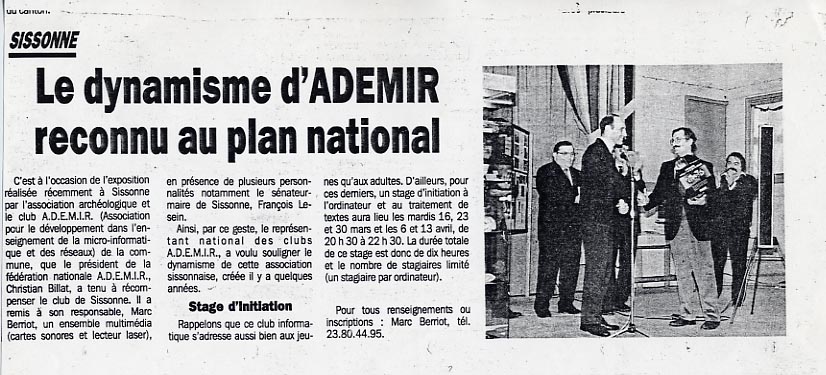 du canton.
SISSONNE
Le dynamisme d'ADEMIR
reconnu au plan national
C'est à l'occasion de l'exposition
réalisée récemment à Sissonne
par l'association archéologique et
le club A.D.E.M.I.R. (Association
pour le développement dans l'en-
seignement de la micro-informati-
que et des réseaux) de la com-
mune, que le président de la
fédération nationale A.D.E.M.I.R.,
Christian Billat, a tenu à récom-
penser le club de Sissonne. Il a
remis à son responsable, Marc
Berriot, un ensemble multimédia
(cartes sonores et lecteur laser),
en présence de plusieurs person-
nalités notamment le sénateur-
maire de Sissonne, François Le-
sein.
Ainsi, par ce geste, le représen-
tant national des clubs
A.D.E.M.I.R., a voulu souligner le
dynamisme de cette association
sissonnaise, créée il y a quelques
années.
Stage d'Initiation
Rappelons que ce club informa-
tique s'adresse aussi bien aux jeu-
nes qu'aux adultes. D'ailleurs, pour
ces derniers, un stage d'initiation à
l'ordinateur et au traitement de
textes aura lieu les mardis 16, 23
et 30 mars et les 6 et 13 avril, de
20 h 30 à 22 h 30. La durée totale
de ce stage est donc de dix heures
et le nombre de stagiaires limité
(un stagiaire par ordinateur).
Pour tous renseignements ou
inscriptions : Marc Berriot, tél.
23.80.44.95.